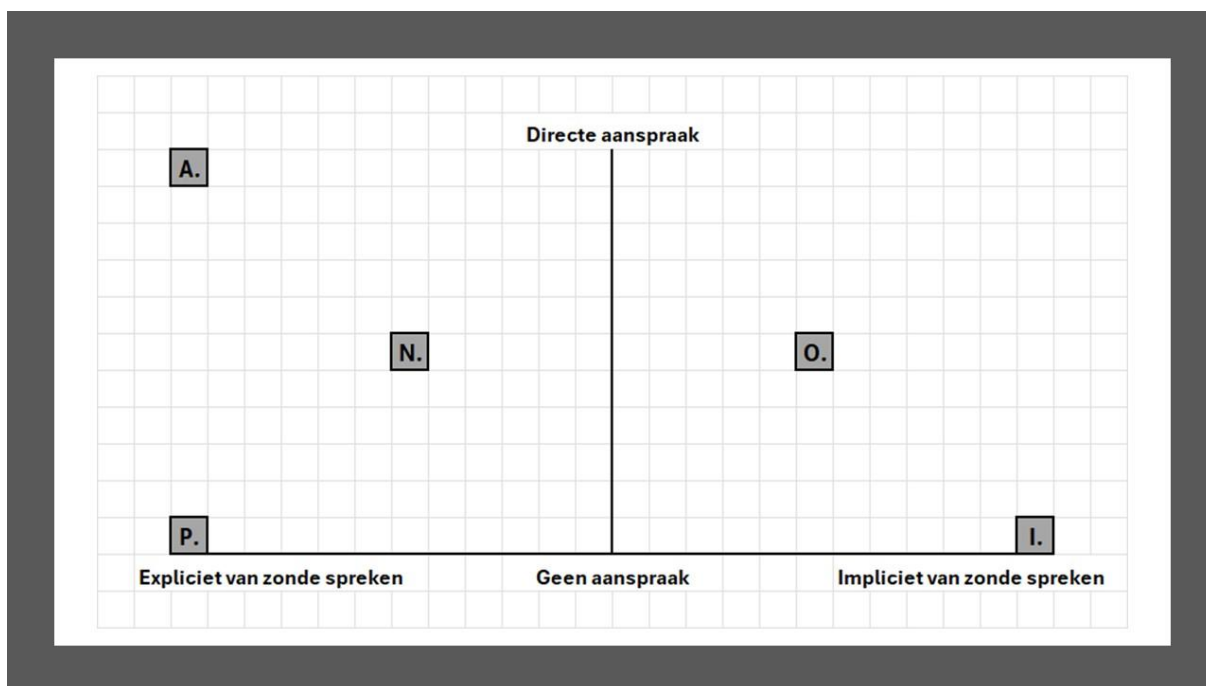 Directe aanspraak
A.
N.
O.
P.
I.
Expliciet van zonde spreken
Geen aanspraak
Impliciet van zonde spreken